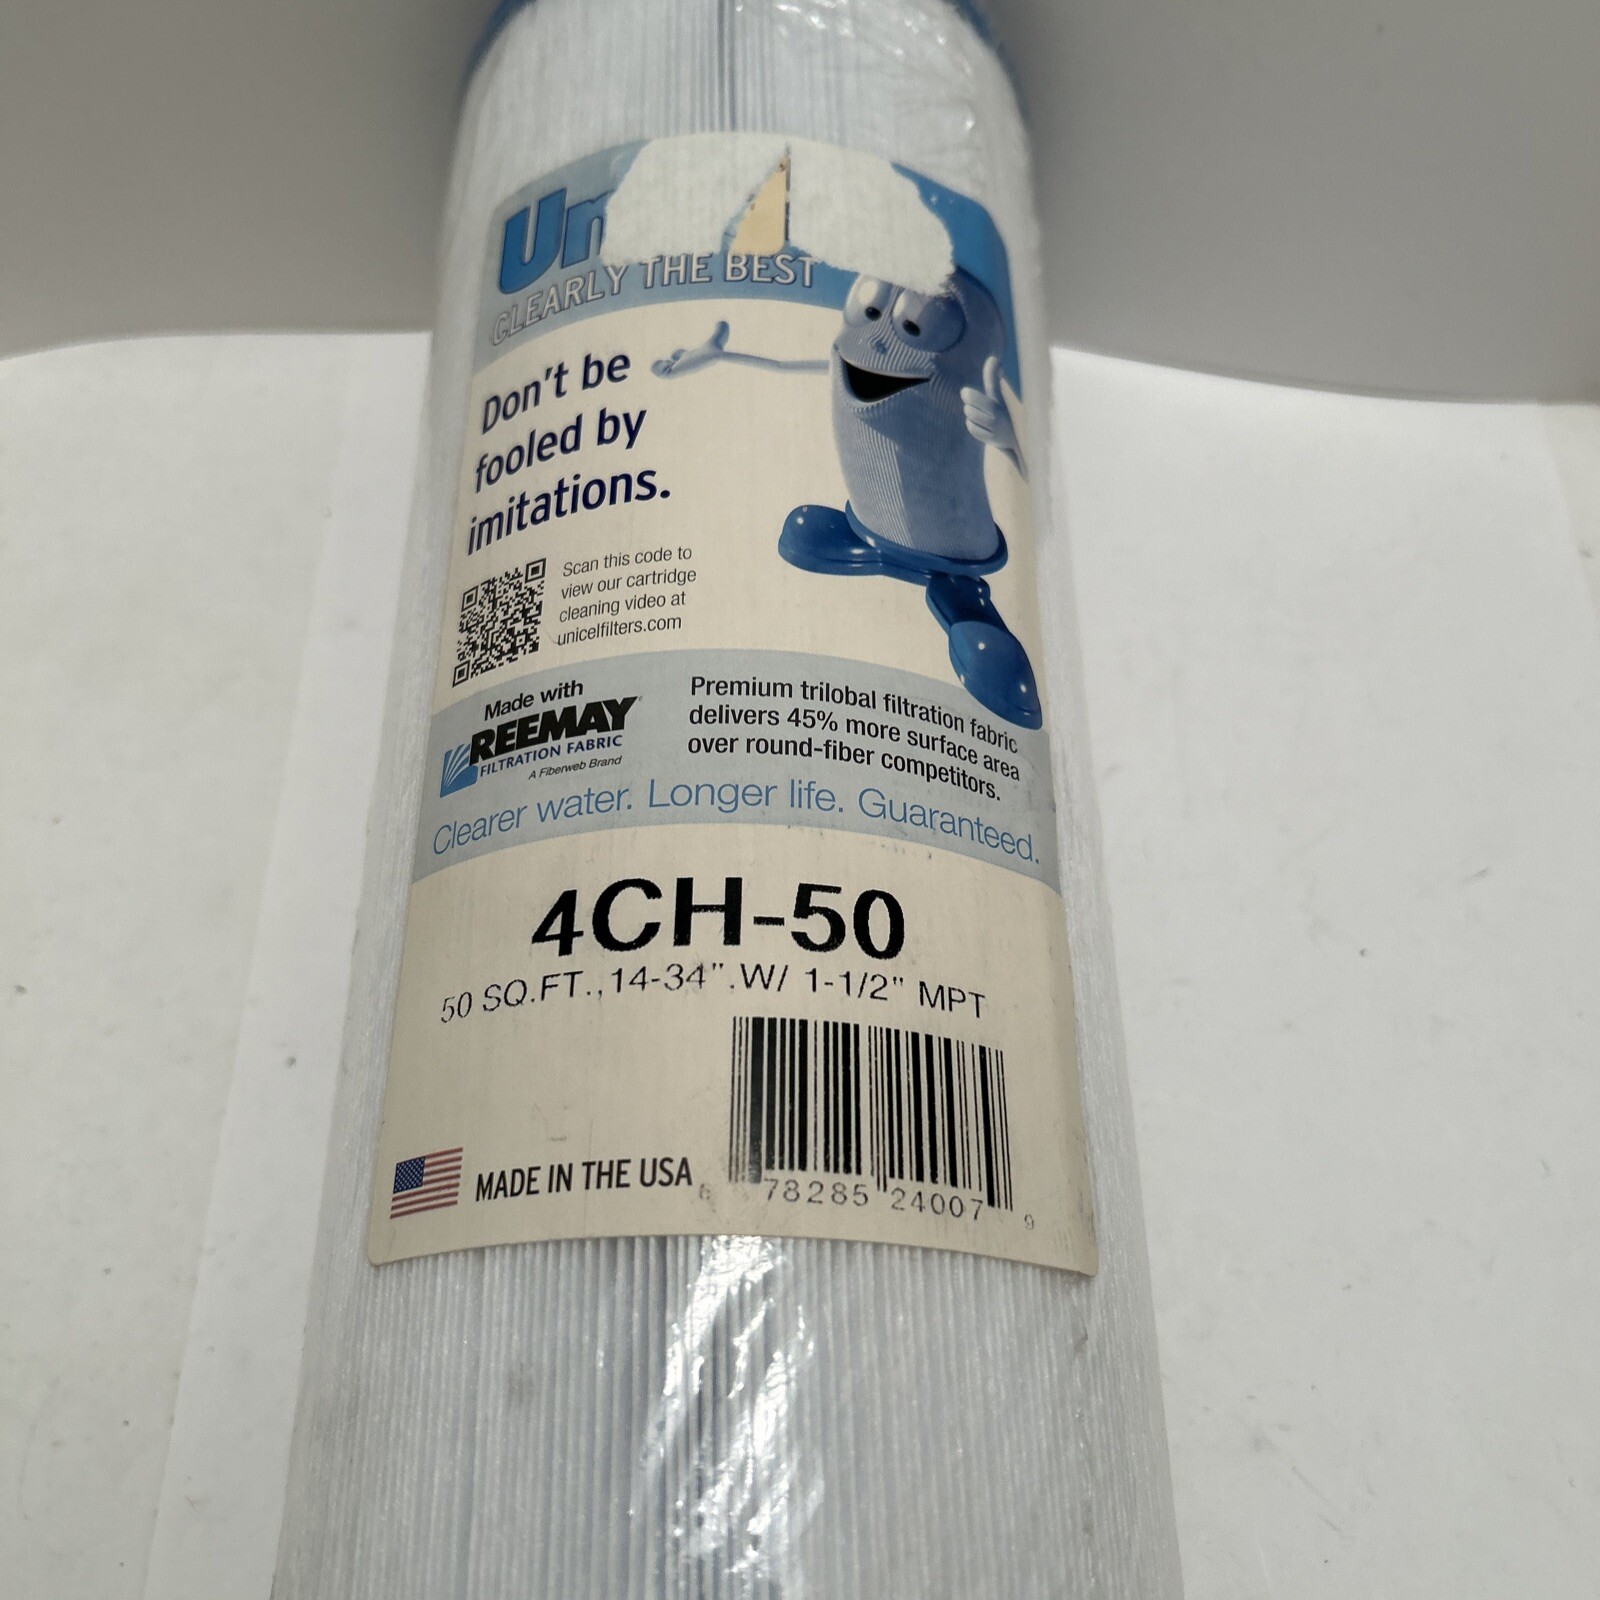 Un
CLEARLY THE BEST
Don't be
fooled by
imitations.
Scan this code to
view our cartridge
cleaning video at
unicelfilters.com
Made with
REEMAY
FILTRATION FABRIC
A Fiberweb Brand
Premium trilobal filtration fabric
delivers 45% more surface area
over round-fiber competitors.
Clearer water. Longer life. Guaranteed.
4CH-50
50 SQ.FT.,14-34".W/ 1-1/2" MPT
MADE IN THE USA
6 78285 24007 9